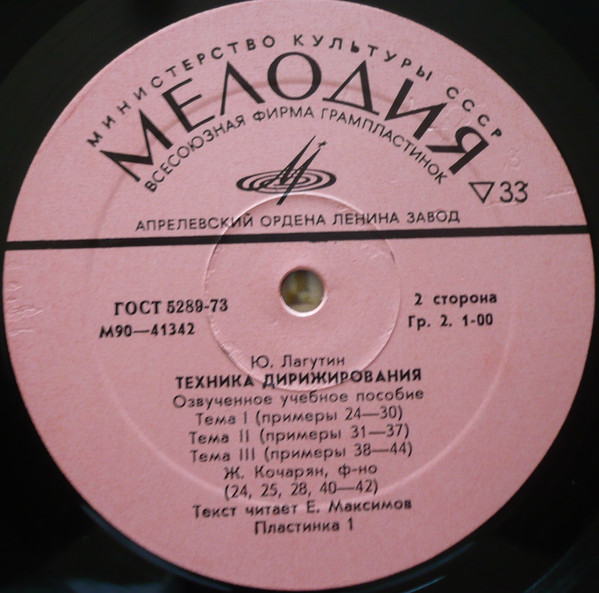 МИНИСТЕРСТВО КУЛЬТУРЫ СССР
МЕЛОДИЯ
ВСЕСОЮЗНАЯ ФИРМА ГРАМПЛАСТИНОК
33
АПРЕЛЕВСКИЙ ОРДЕНА ЛЕНИНА ЗАВОД
ГОСТ 5289-73
М90—41342
2 сторона
Гр. 2. 1-00
Ю. Лагутин
ТЕХНИКА ДИРИЖИРОВАНИЯ
Озвученное учебное пособие
Тема I (примеры 24—30)
Тема II (примеры 31—37)
Тема III (примеры 38—44)
Ж. Кочарян, ф-но
(24, 25, 28, 40—42)
Текст читает Е. Максимов
Пластинка 1